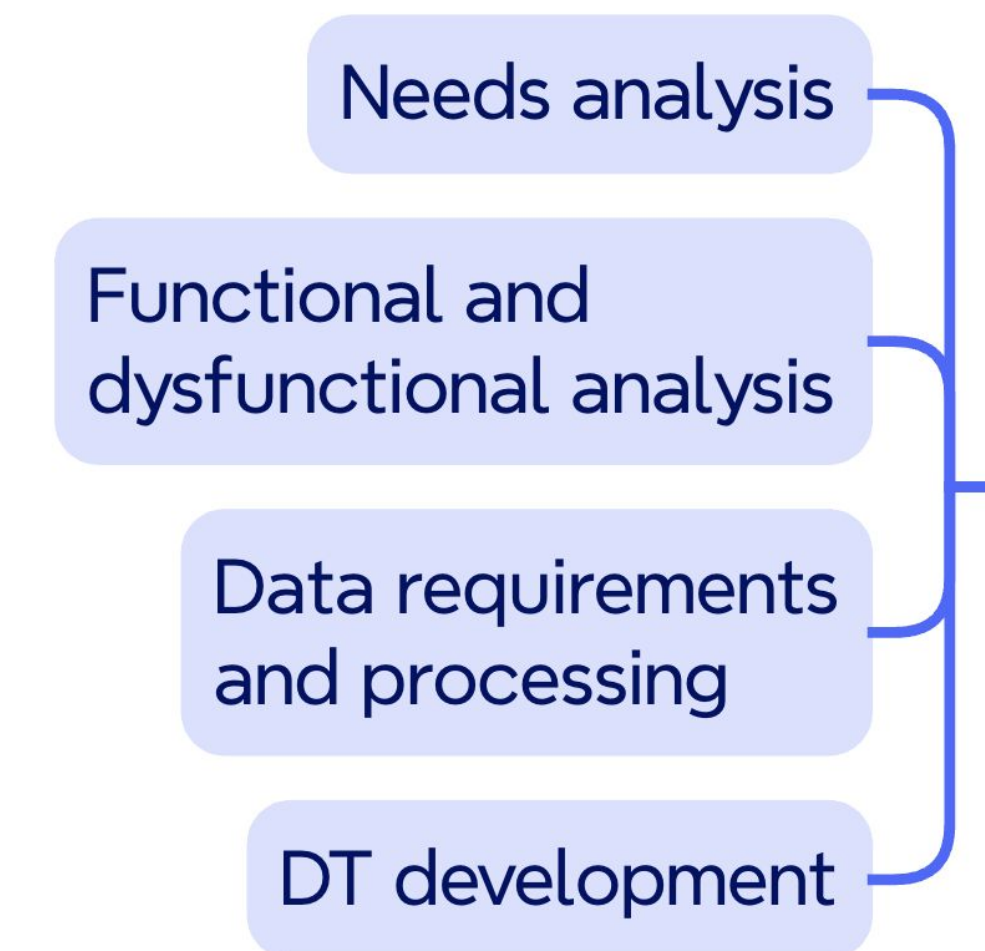 Needs analysis
Functional and
dysfunctional analysis
Data requirements
and processing
DT development